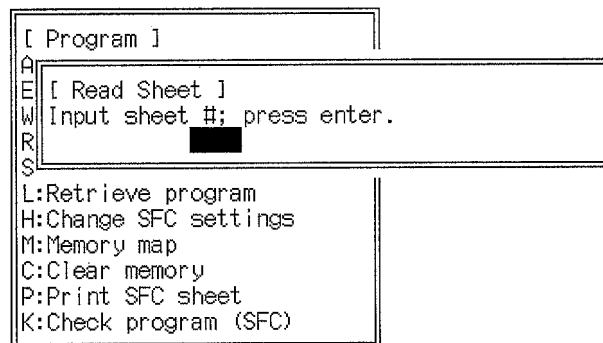 [ Program ]
A
E
[ Read Sheet ]
W
Input sheet #; press enter.
R
S
L:Retrieve program
H:Change SFC settings
M:Memory map
C:Clear memory
P:Print SFC sheet
K:Check program (SFC)